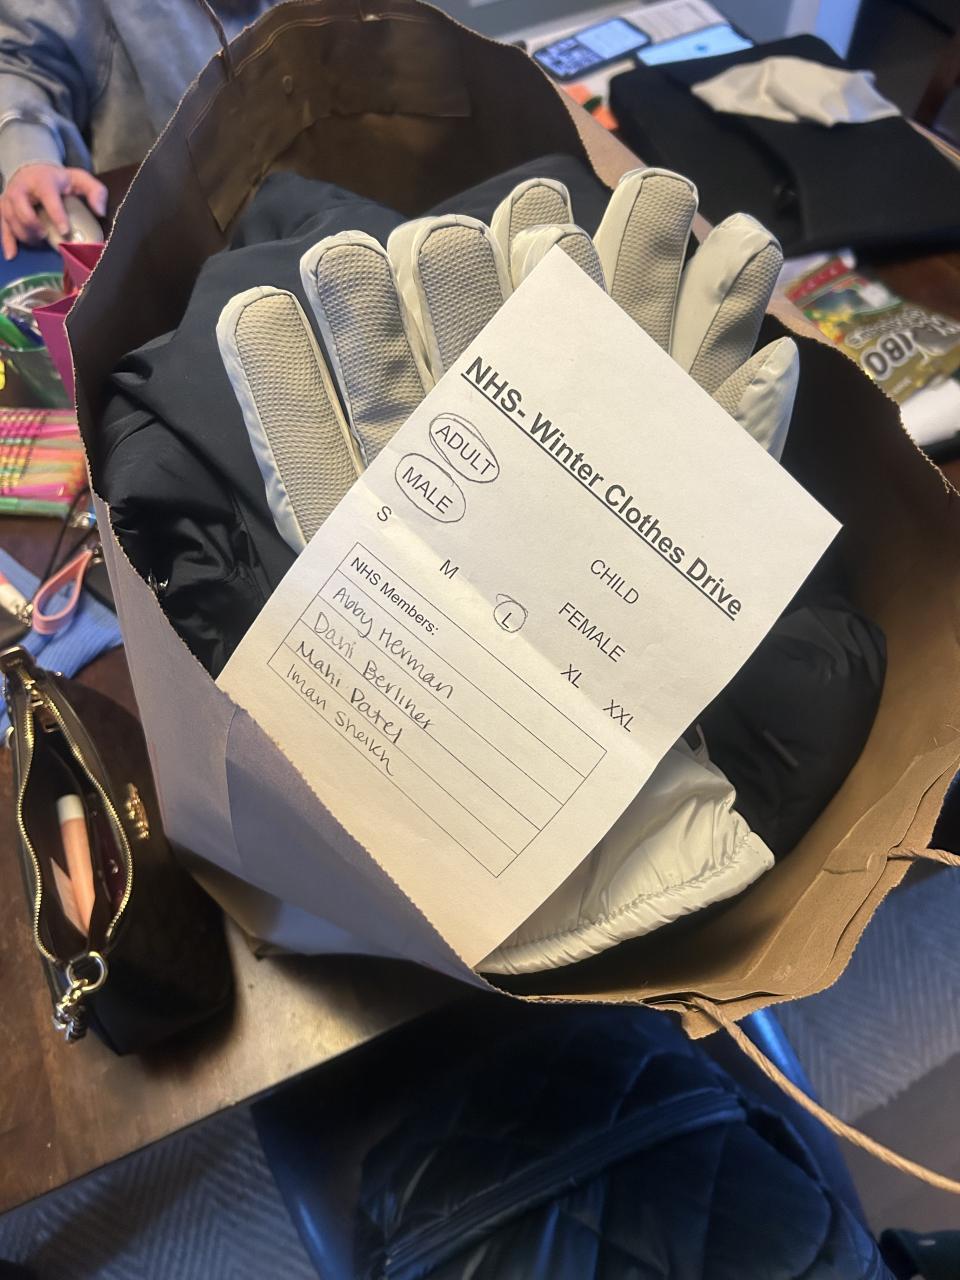 NHS- Winter Clothes Drive
ADULT CHILD
MALE FEMALE
S M L XL XXL
NHS Members:
Abby Herman
Dani Berliner
Mahi Patel
Iman Sheikh
HARIBO